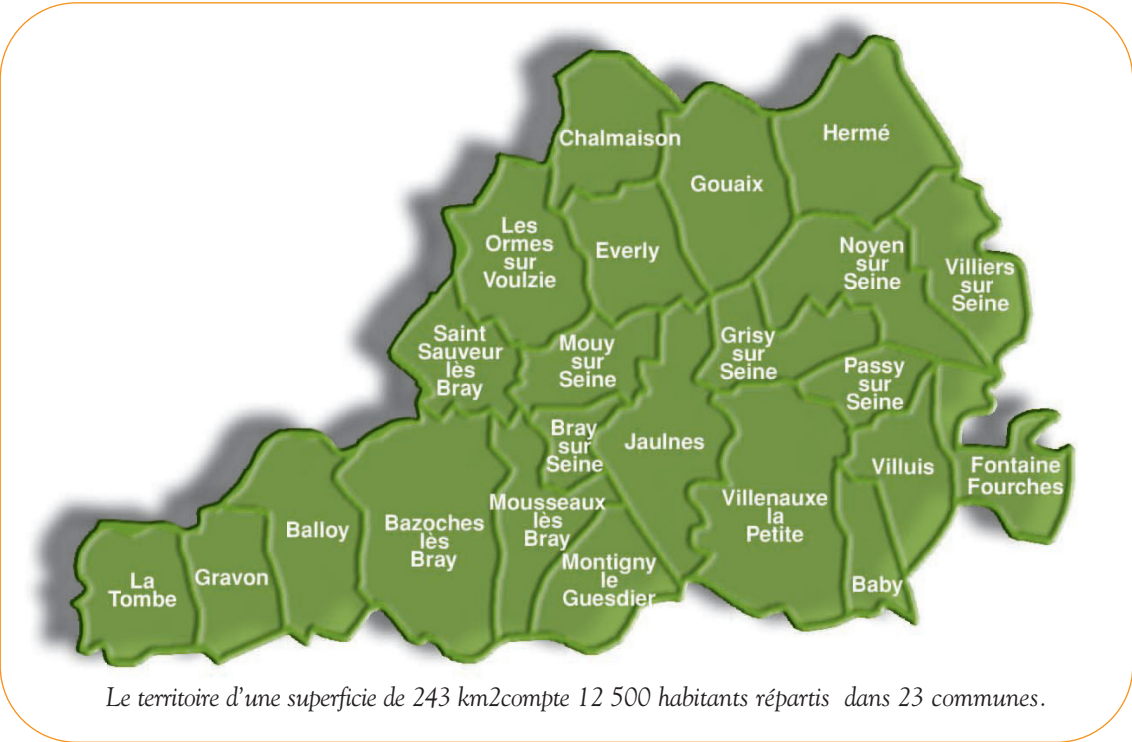 Chalmaison
Hermé
Gouaix
Les
Ormes
sur
Voulzie
Everly
Noyen
sur
Seine
Villiers
sur
Seine
Saint
Sauveur
lès
Bray
Mouy
sur
Seine
Grisy
sur
Seine
Passy
sur
Seine
Bray
sur
Seine
Jaulnes
Villuis
Fontaine
Fourches
Balloy
Bazoches
lès
Bray
Mousseaux
lès
Bray
Villenauxe
la
Petite
La
Tombe
Gravon
Montigny
le
Guesdier
Baby
Le territoire d'une superficie de 243 km2compte 12 500 habitants répartis dans 23 communes.